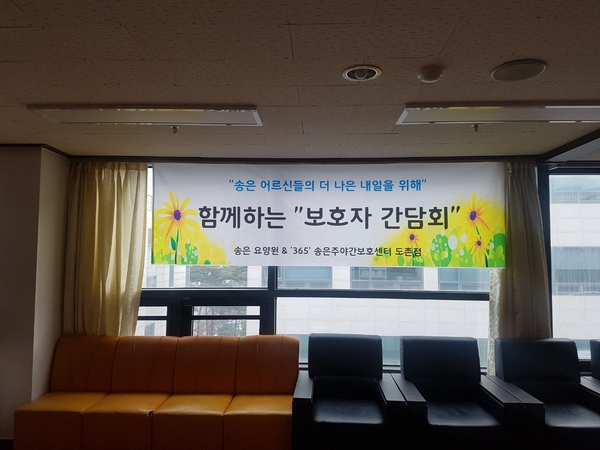 "송은 어르신들의 더 나은 내일을 위해"
함께하는 "보호자 간담회"
송은 요양원 & '365' 송은주야간보호센터 도촌점